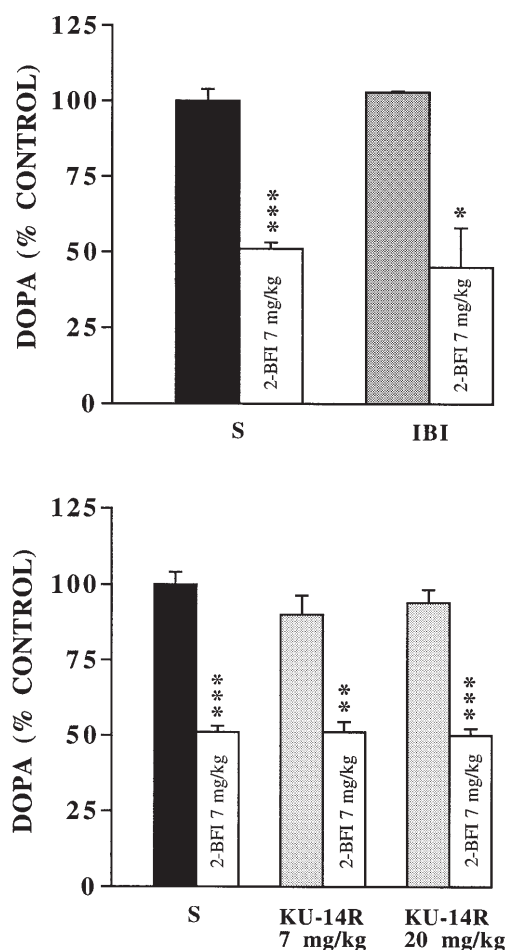 DOPA (% CONTROL)
125
100
75
50
25
0
***
2-BFI 7 mg/kg
*
2-BFI 7 mg/kg
S
IBI
DOPA (% CONTROL)
125
100
75
50
25
0
***
2-BFI 7 mg/kg
**
2-BFI 7 mg/kg
***
2-BFI 7 mg/kg
S
KU-14R
7 mg/kg
KU-14R
20 mg/kg